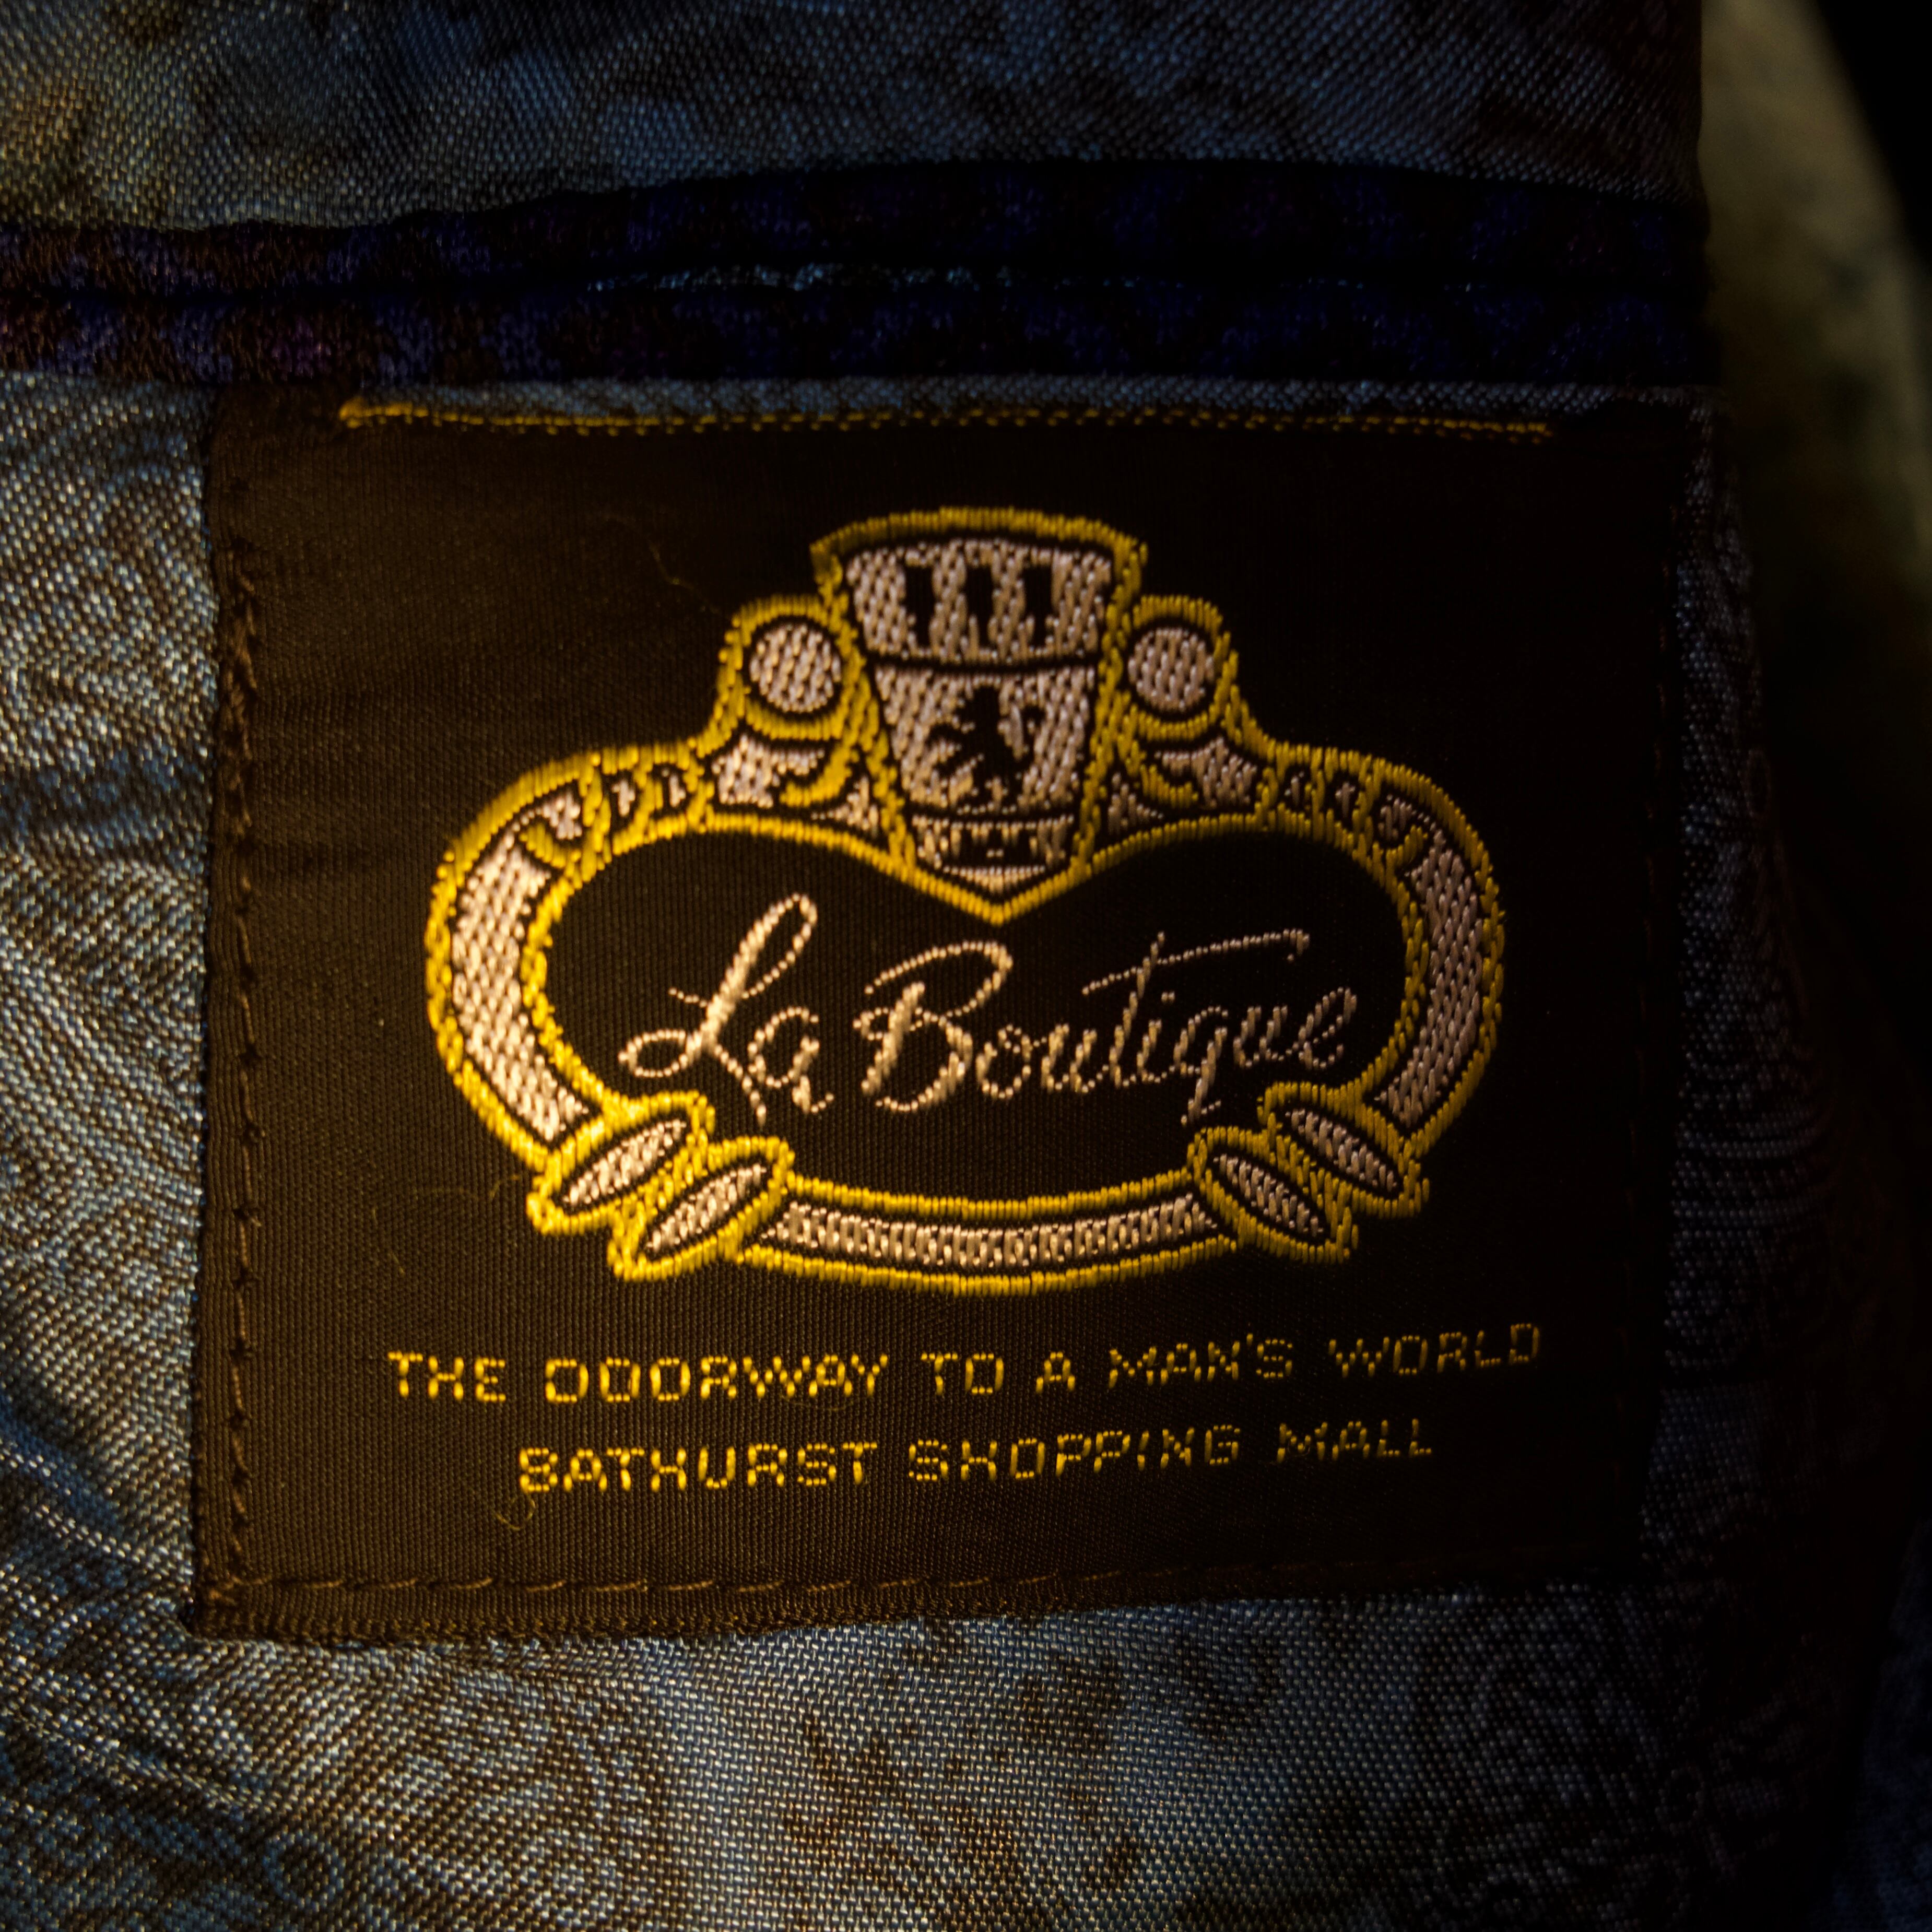 La Boutique
THE DOORWAY TO A MAN'S WORLD
BATHURST SHOPPING MALL